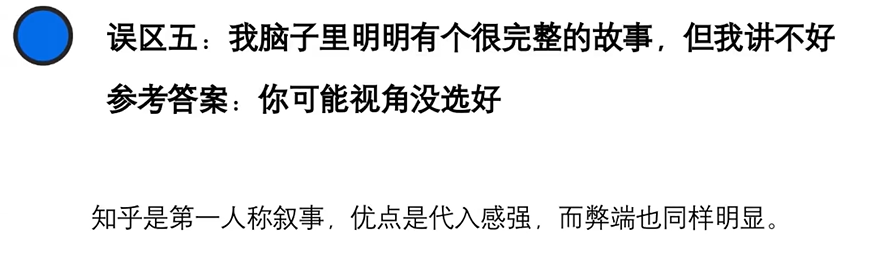 误区五：我脑子里明明有个很完整的故事，但我讲不好
参考答案：你可能视角没选好
知乎是第一人称叙事，优点是代入感强，而弊端也同样明显。